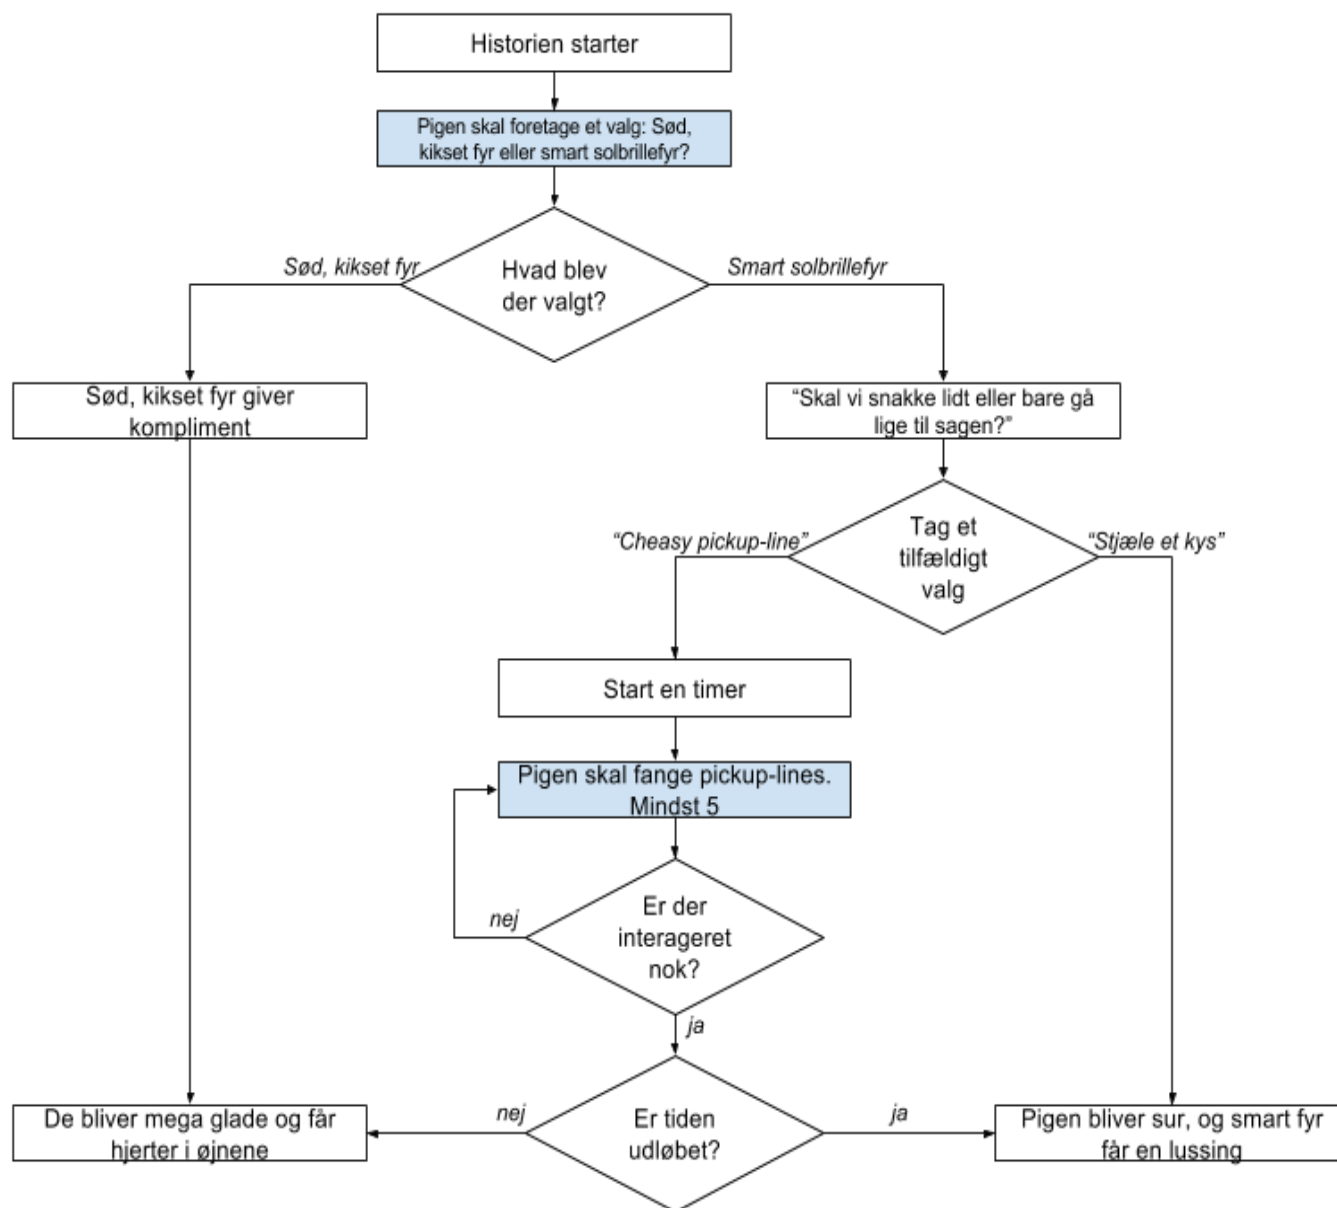 Historien starter
Pigen skal foretage et valg: Sød,
kikset fyr eller smart solbrillefyr?
Sød, kikset fyr
Hvad blev
der valgt?
Smart solbrillefyr
Sød, kikset fyr giver
kompliment
“Skal vi snakke lidt eller bare gå
lige til sagen?”
“Cheasy pickup-line”
Tag et
tilfældigt
valg
“Stjæle et kys”
Start en timer
Pigen skal fange pickup-lines.
Mindst 5
nej
Er der
interageret
nok?
ja
De bliver mega glade og får
hjerter i øjnene
nej
Er tiden
udløbet?
ja
Pigen bliver sur, og smart fyr
får en lussing